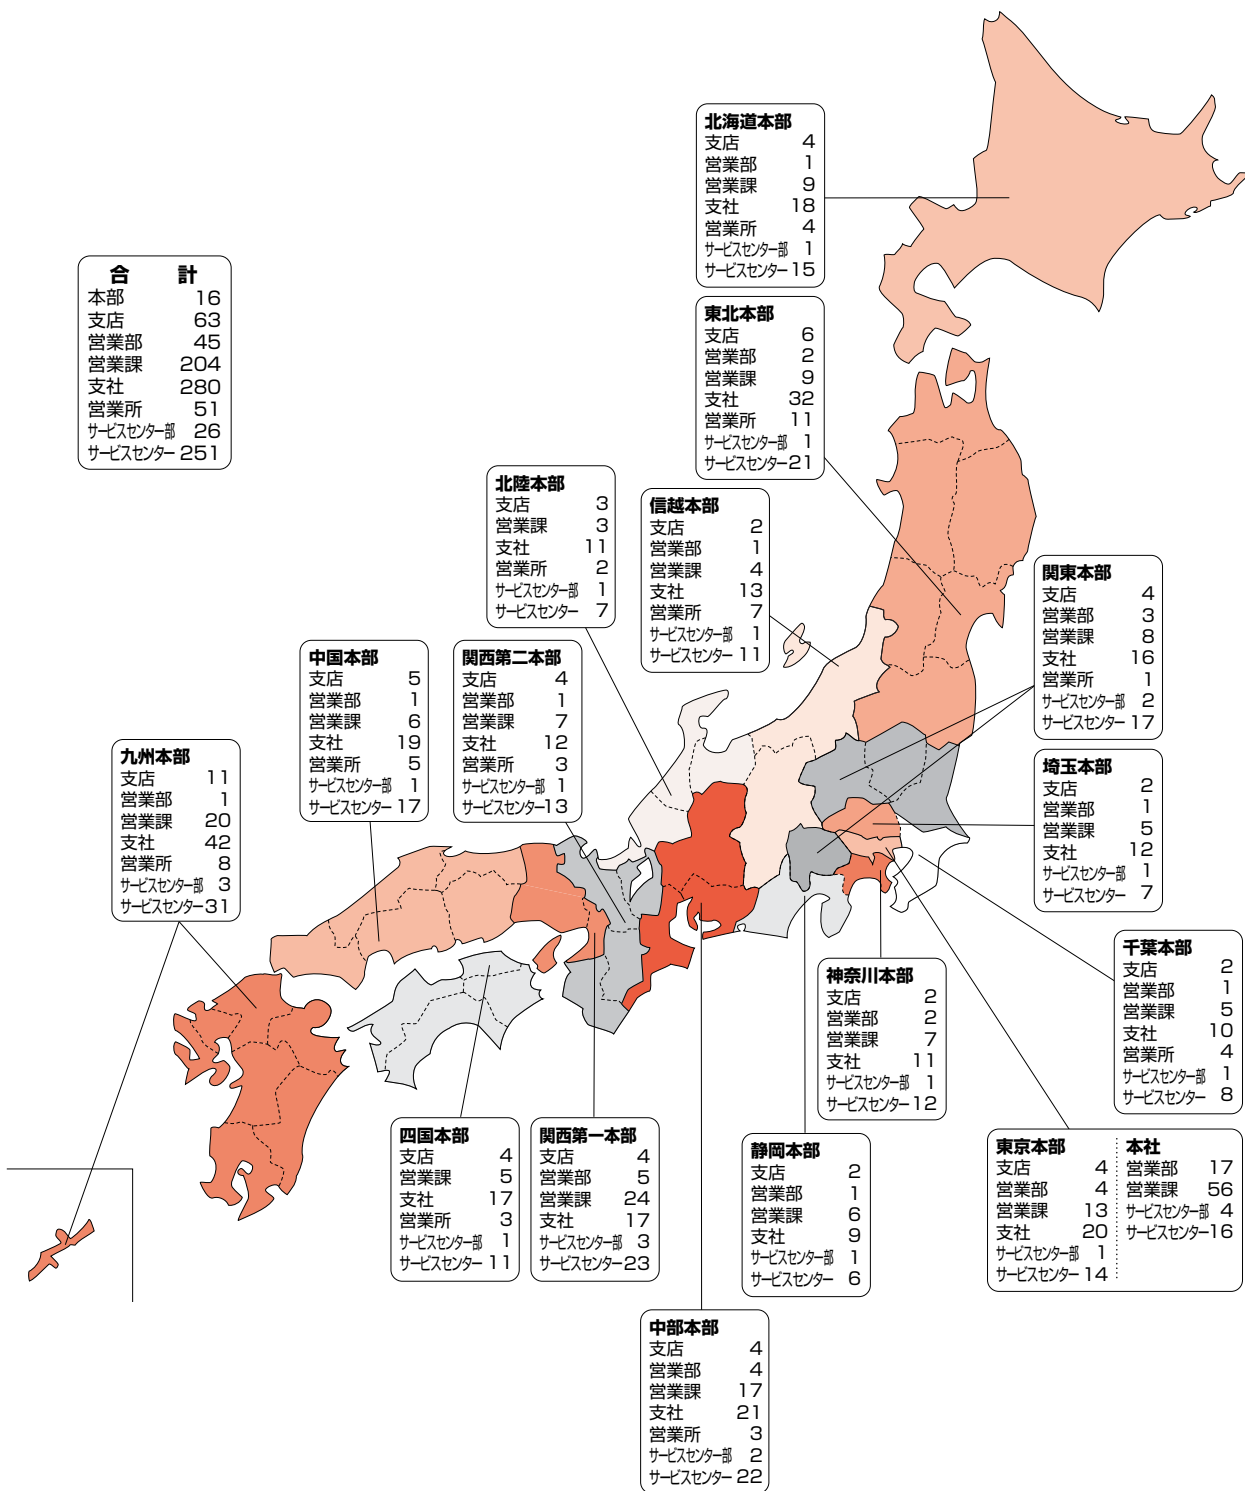 北海道本部
支店 4
営業部 1
営業課 9
支社 18
営業所 4
サービスセンター部 1
サービスセンター 15
合 計
本部 16
支店 63
営業部 45
営業課 204
支社 280
営業所 51
サービスセンター部 26
サービスセンター 251
東北本部
支店 6
営業部 2
営業課 9
支社 32
営業所 11
サービスセンター部 1
サービスセンター 21
北陸本部
支店 3
営業課 3
支社 11
営業所 2
サービスセンター部 1
サービスセンター 7
信越本部
支店 2
営業部 1
営業課 4
支社 13
営業所 7
サービスセンター部 1
サービスセンター 11
関東本部
支店 4
営業部 3
営業課 8
支社 16
営業所 1
サービスセンター部 2
サービスセンター 17
中国本部
支店 5
営業部 1
営業課 6
支社 19
営業所 5
サービスセンター部 1
サービスセンター 17
関西第二本部
支店 4
営業部 1
営業課 7
支社 12
営業所 3
サービスセンター部 1
サービスセンター 13
九州本部
支店 11
営業部 1
営業課 20
支社 42
営業所 8
サービスセンター部 3
サービスセンター 31
埼玉本部
支店 2
営業部 1
営業課 5
支社 12
サービスセンター部 1
サービスセンター 7
千葉本部
支店 2
営業部 1
営業課 5
支社 10
営業所 4
サービスセンター部 1
サービスセンター 8
神奈川本部
支店 2
営業部 2
営業課 7
支社 11
サービスセンター部 1
サービスセンター 12
四国本部
支店 4
営業課 5
支社 17
営業所 3
サービスセンター部 1
サービスセンター 11
関西第一本部
支店 4
営業部 5
営業課 24
支社 17
サービスセンター部 3
サービスセンター 23
静岡本部
支店 2
営業部 1
営業課 6
支社 9
サービスセンター部 1
サービスセンター 6
東京本部
支店 4
営業部 4
営業課 13
支社 20
サービスセンター部 1
サービスセンター 14
本社
営業部 17
営業課 56
サービスセンター部 4
サービスセンター 16
中部本部
支店 4
営業部 4
営業課 17
支社 21
営業所 3
サービスセンター部 2
サービスセンター 22